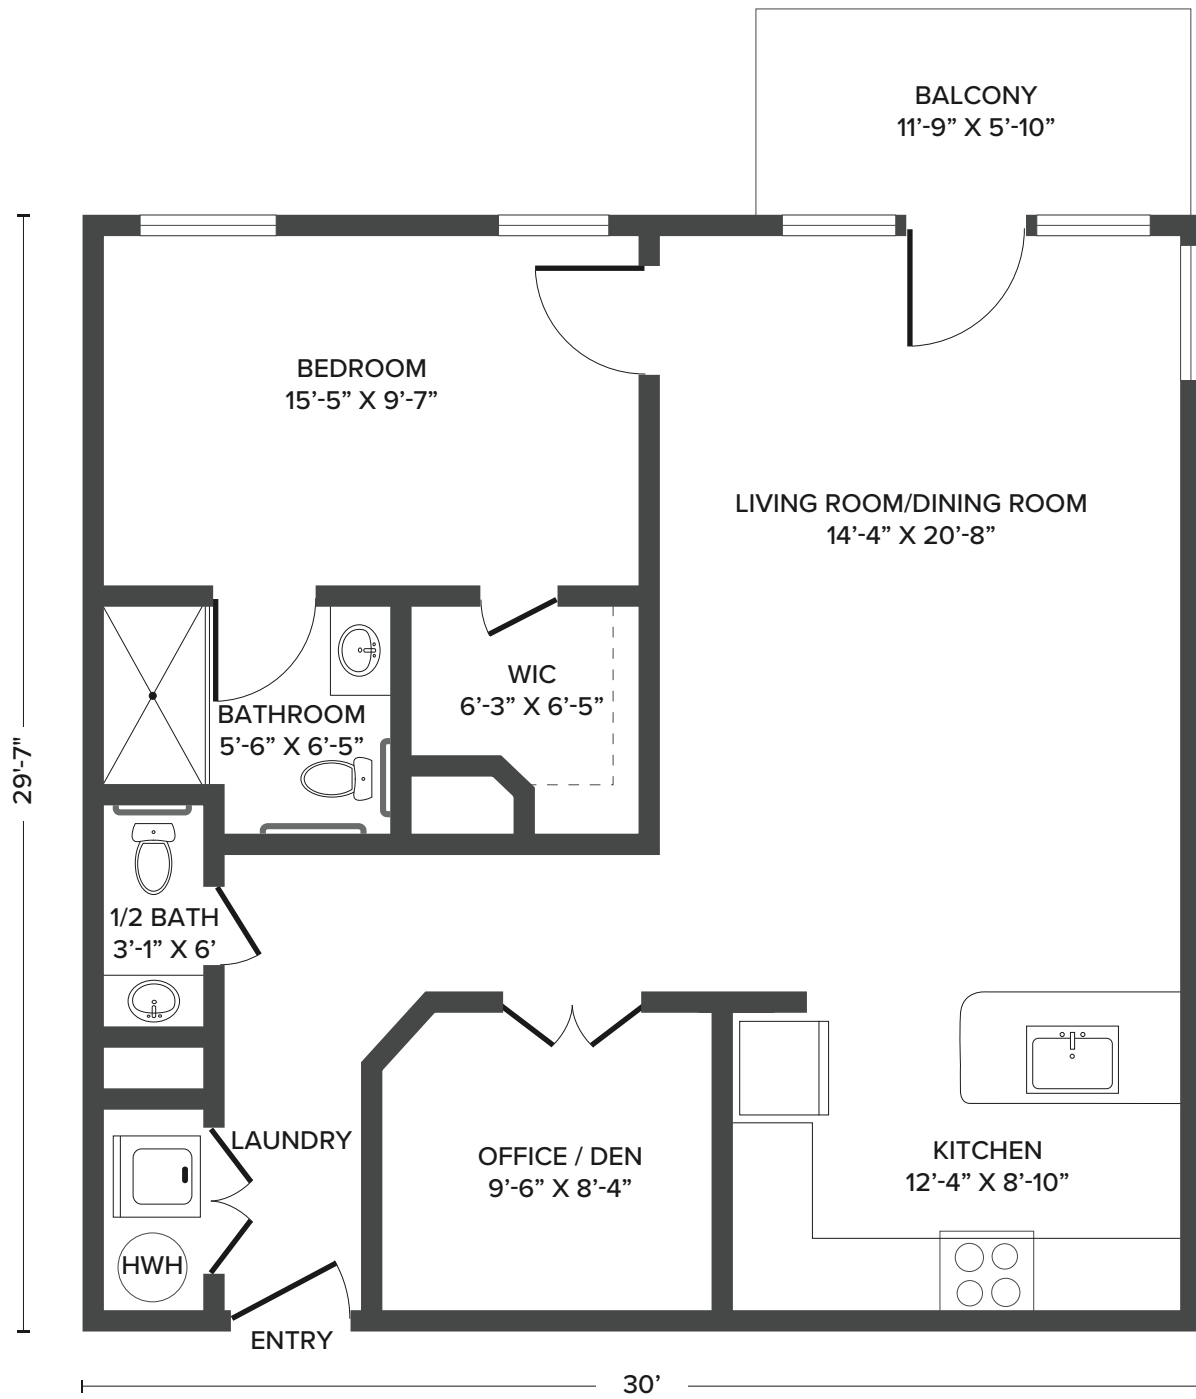 BALCONY
11’-9” X 5’-10”
BEDROOM
15’-5” X 9’-7”
LIVING ROOM/DINING ROOM
14’-4” X 20’-8”
WIC
6’-3” X 6’-5”
BATHROOM
5’-6” X 6’-5”
29'-7"
1/2 BATH
3’-1” X 6’
LAUNDRY
OFFICE / DEN
9’-6” X 8’-4”
KITCHEN
12’-4” X 8’-10”
HWH
ENTRY
30’